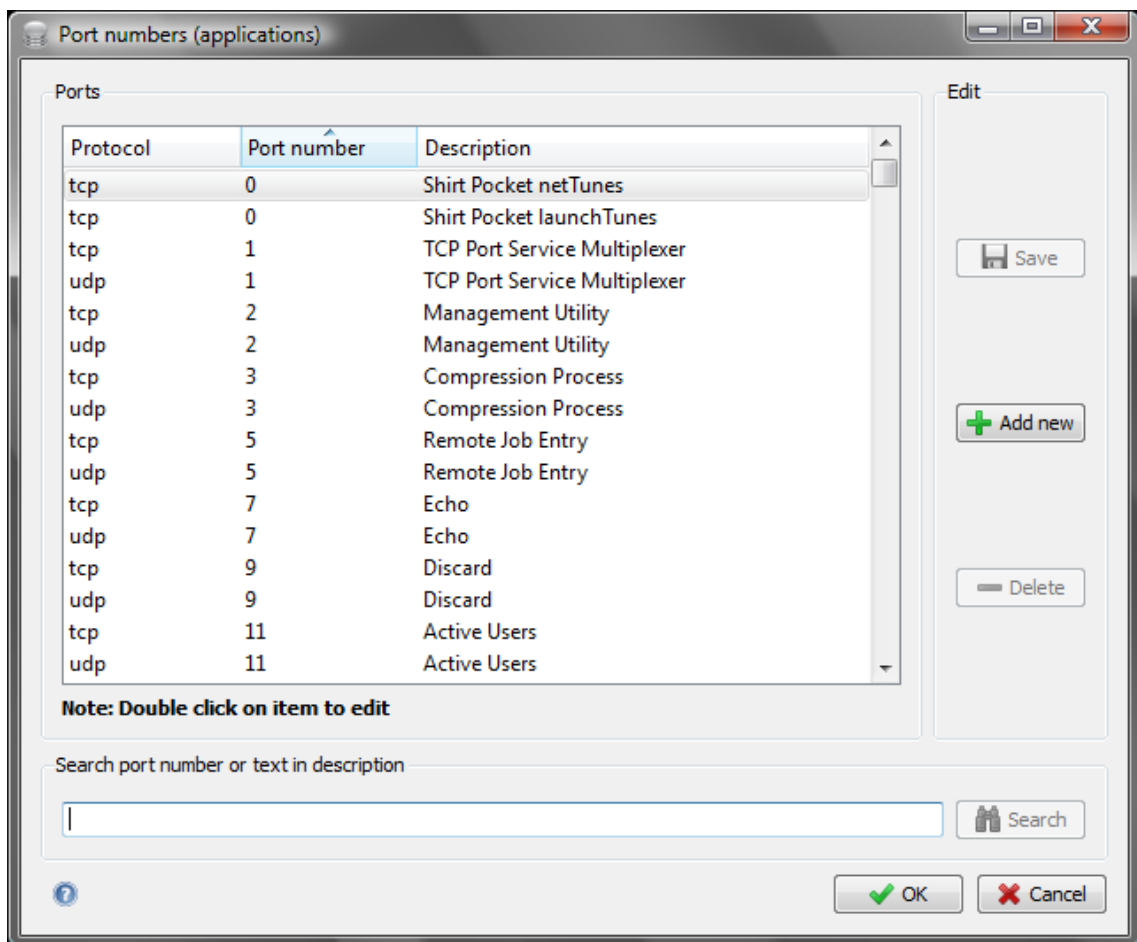 Port numbers (applications)
Ports
Edit
Protocol Port number Description
tcp 0 Shirt Pocket netTunes
tcp 0 Shirt Pocket launchTunes
tcp 1 TCP Port Service Multiplexer
udp 1 TCP Port Service Multiplexer
tcp 2 Management Utility
udp 2 Management Utility
tcp 3 Compression Process
udp 3 Compression Process
tcp 5 Remote Job Entry
udp 5 Remote Job Entry
tcp 7 Echo
udp 7 Echo
tcp 9 Discard
udp 9 Discard
tcp 11 Active Users
udp 11 Active Users
Save
Add new
Delete
Note: Double click on item to edit
Search port number or text in description
Search
OK
Cancel